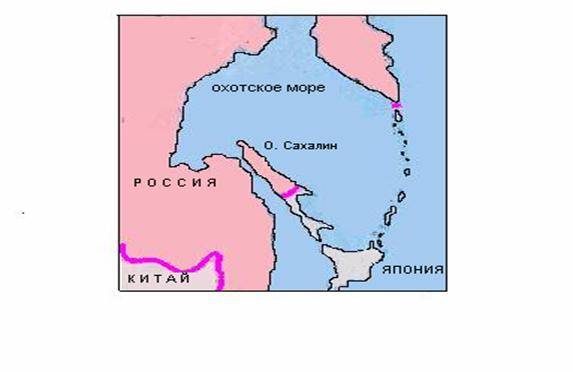 охотское море
О. Сахалин
РОССИЯ
ЯПОНИЯ
КИТАЙ